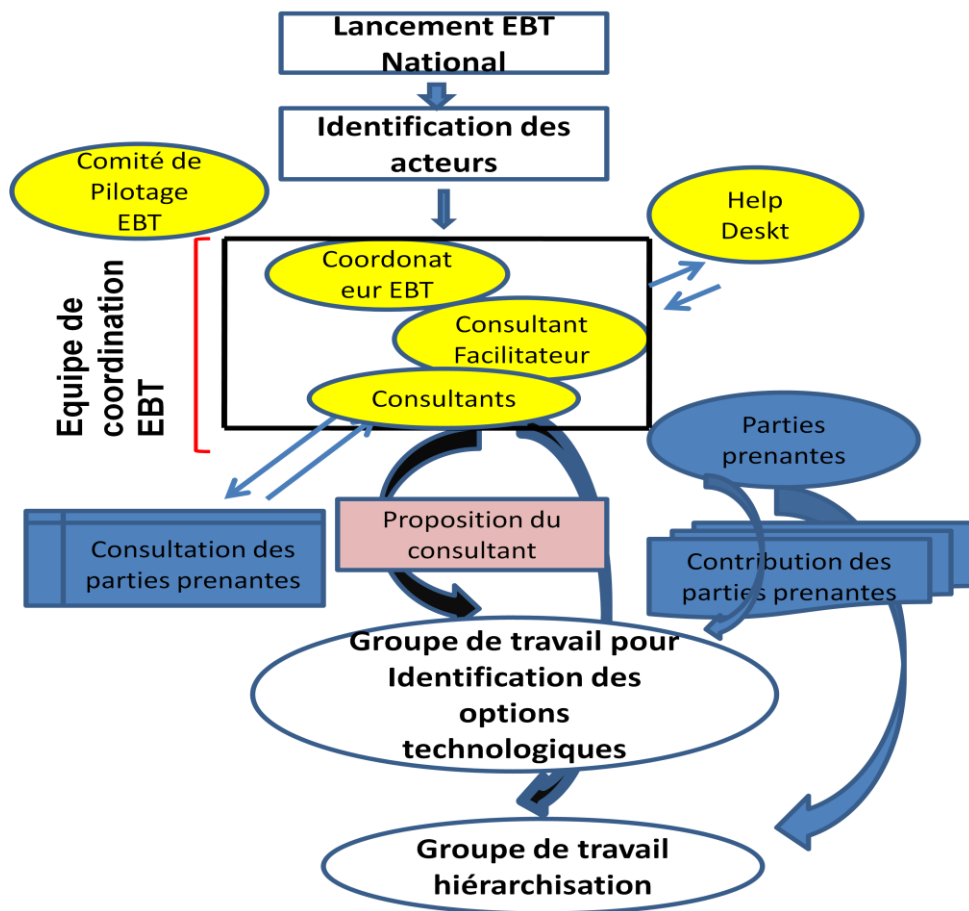 Lancement EBT
National
Identification des
acteurs
Comité de
Pilotage
EBT
Help
Deskt
Equipe de
coordination
EBT
Coordonat
eur EBT
Consultant
Facilitateur
Consultants
Parties
prenantes
Consultation des
parties prenantes
Proposition du
consultant
Contribution des
parties prenantes
Groupe de travail pour
Identification des
options
technologiques
Groupe de travail
hiérarchisation